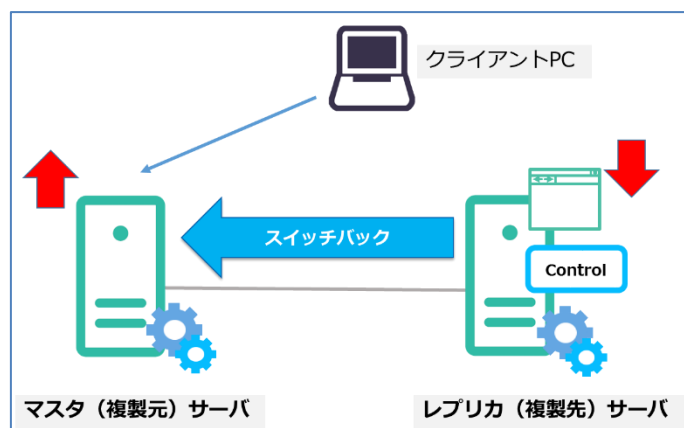 クライアントPC
スイッチバック
Control
マスタ（複製元）サーバ
レプリカ（複製先）サーバ